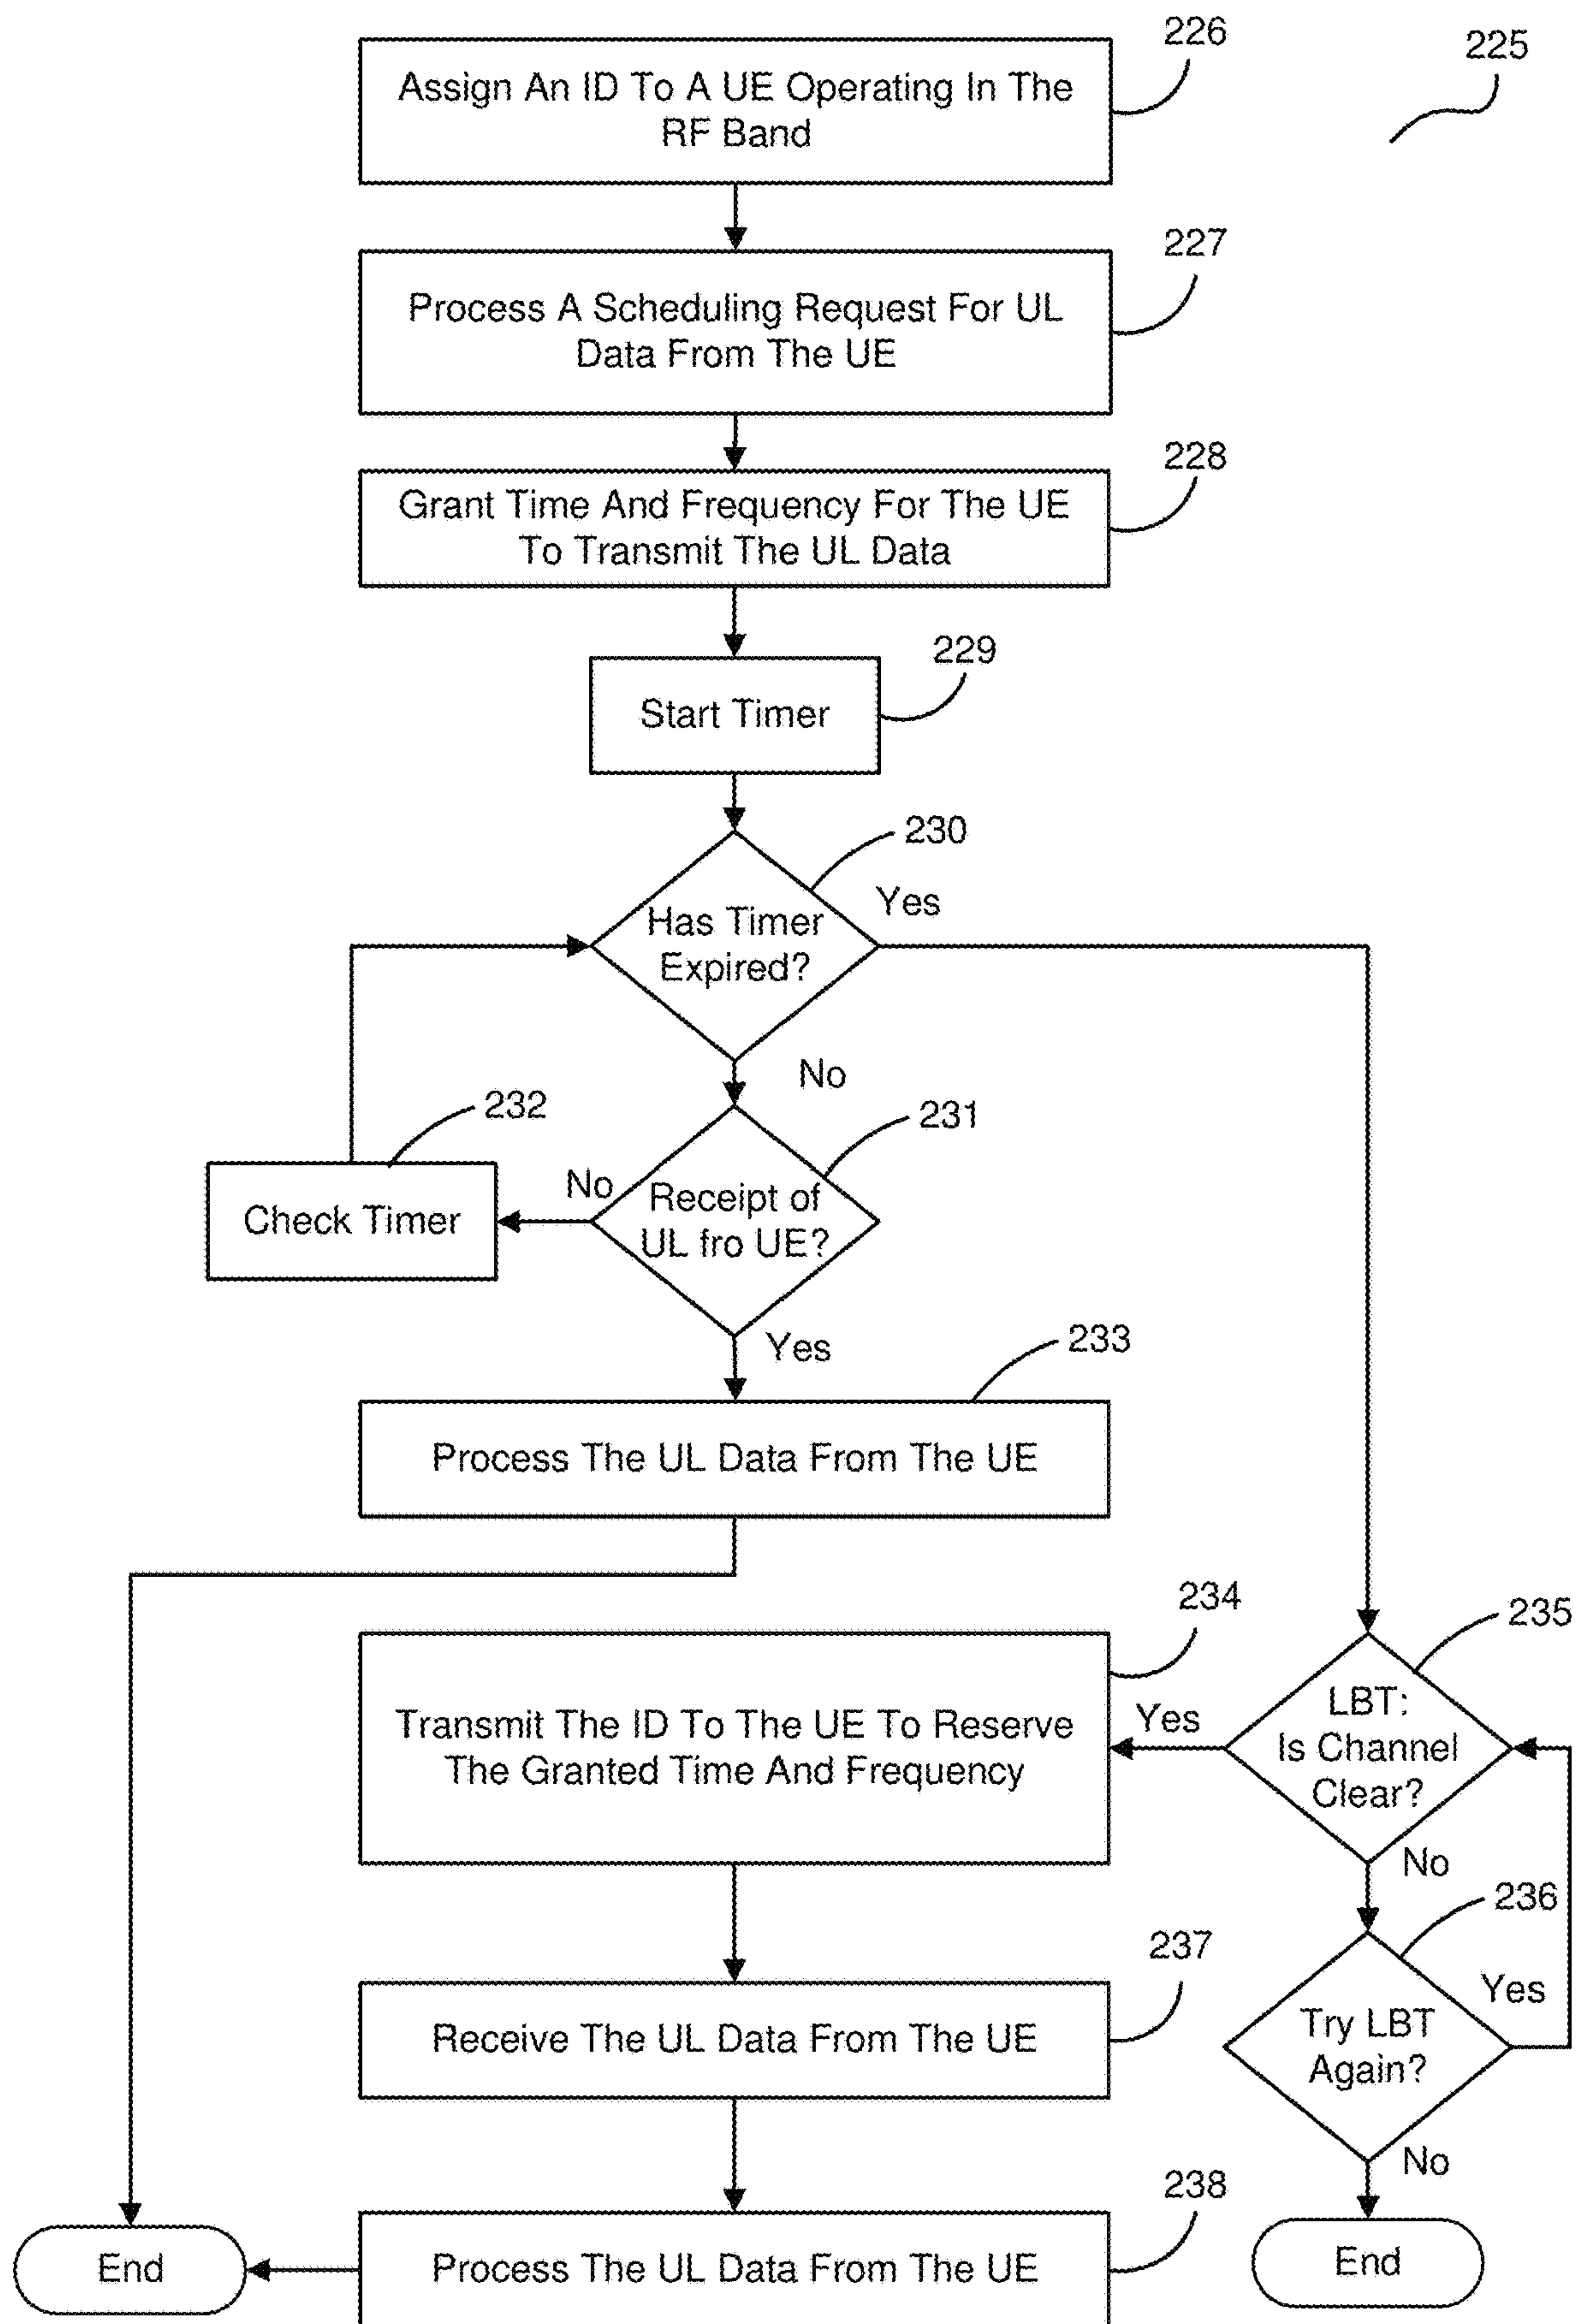 226
225
Assign An ID To A UE Operating In The
RF Band
227
Process A Scheduling Request For UL
Data From The UE
228
Grant Time And Frequency For The UE
To Transmit The UL Data
229
Start Timer
230
Yes
Has Timer
Expired?
No
232
231
No
Check Timer
Receipt of
UL fro UE?
Yes
233
Process The UL Data From The UE
234
235
Transmit The ID To The UE To Reserve
The Granted Time And Frequency
Yes
LBT:
Is Channel
Clear?
No
236
237
Yes
Receive The UL Data From The UE
Try LBT
Again?
No
238
End
Process The UL Data From The UE
End